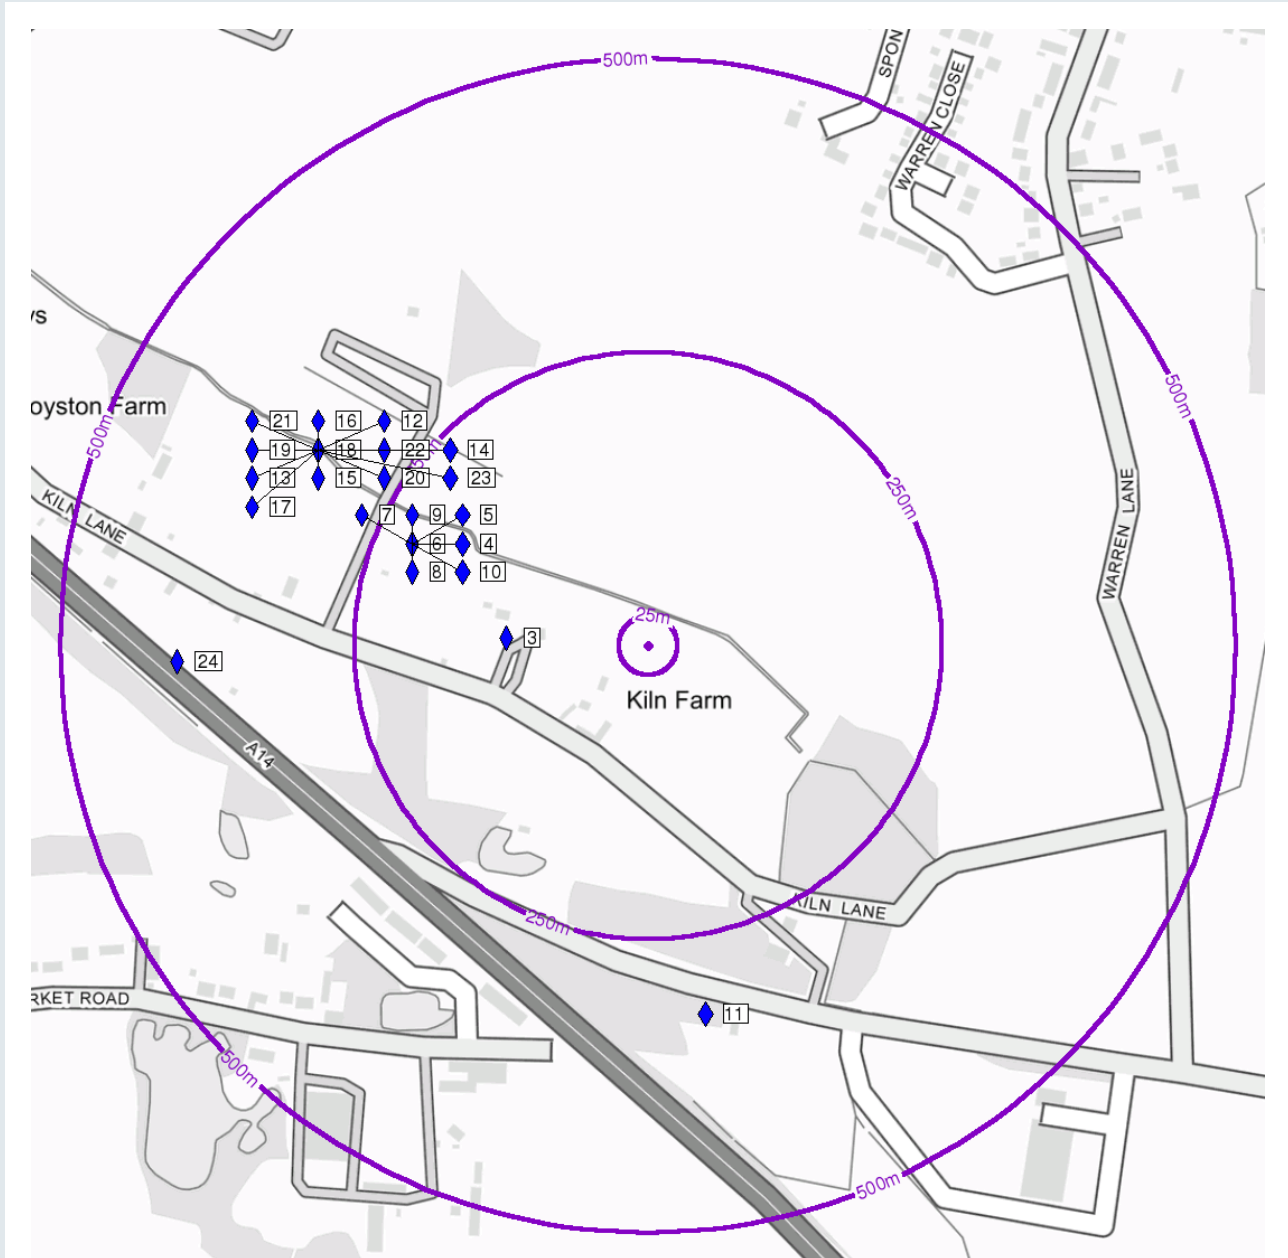 500m
SPON
WARREN CLOSE
ys
oyston Farm
500m
500m
21
16
12
19
18
22
14
13
15
20
23
17
250m
KILN LANE
7
9
5
6
4
8
10
WARREN LANE
25m
3
24
Kiln Farm
A14
250m
KILN LANE
RKET ROAD
11
500m
500m